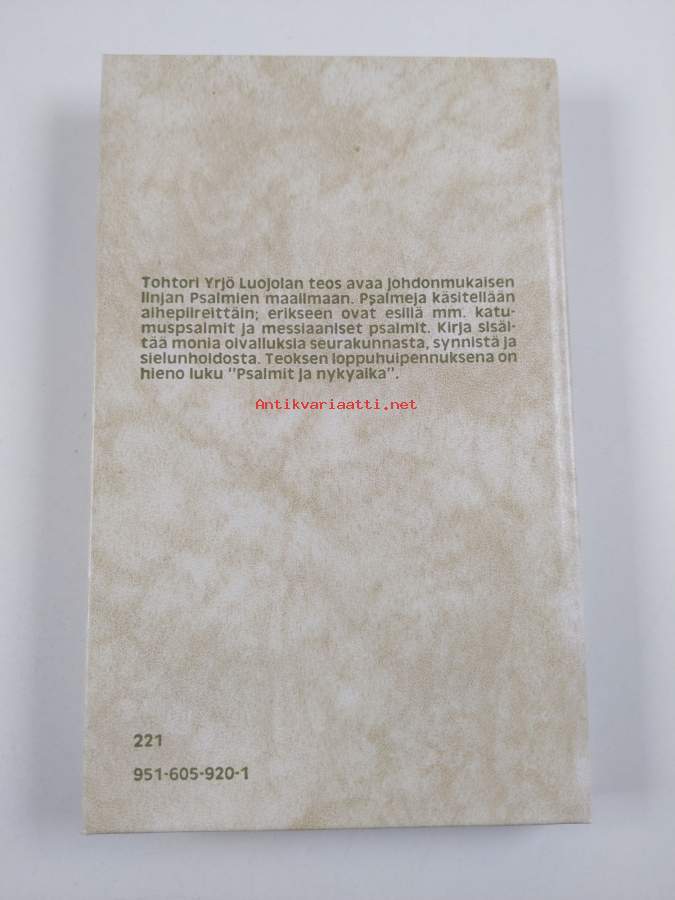 Tohtori Yrjö Luojolan teos avaa johdonmukaisen
linjan Psalmien maailmaan. Psalmeja käsitellään
aihepiireittäin; erikseen ovat esillä mm. katu-
muspsalmit ja messiaaniset psalmit. Kirja sisäl-
tää monia oivalluksia seurakunnasta, synnistä ja
sielunhoidosta. Teoksen loppuhuipennuksena on
hieno luku "Psalmit ja nykyaika".
Antikvariaatti.net
221
951-605-920-1